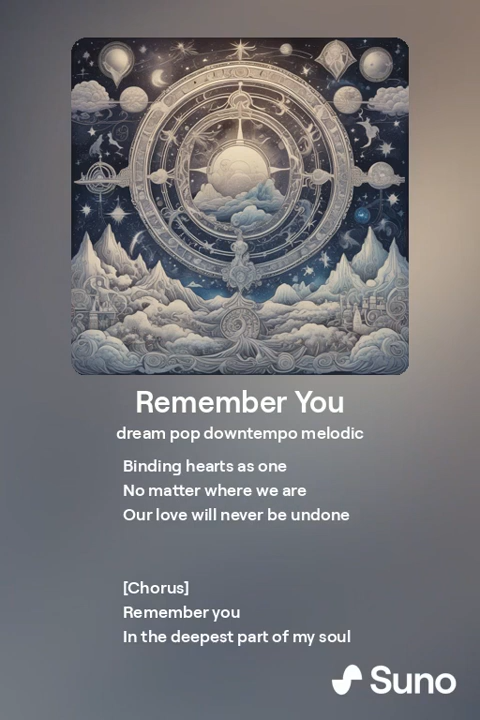 Remember You
dream pop downtempo melodic
Binding hearts as one
No matter where we are
Our love will never be undone
[Chorus]
Remember you
In the deepest part of my soul
Suno